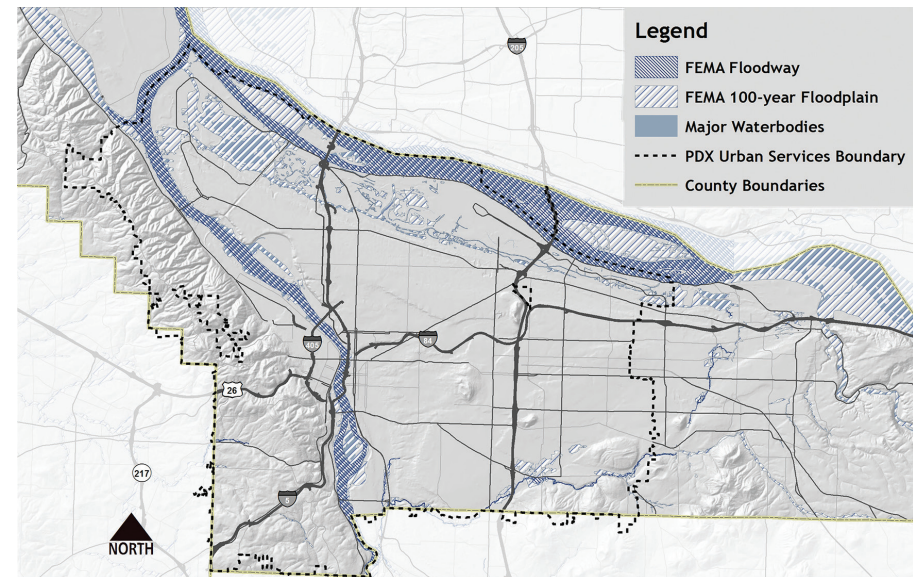 Legend
FEMA Floodway
FEMA 100-year Floodplain
Major Waterbodies
PDX Urban Services Boundary
County Boundaries
205
405
84
26
217
5
NORTH